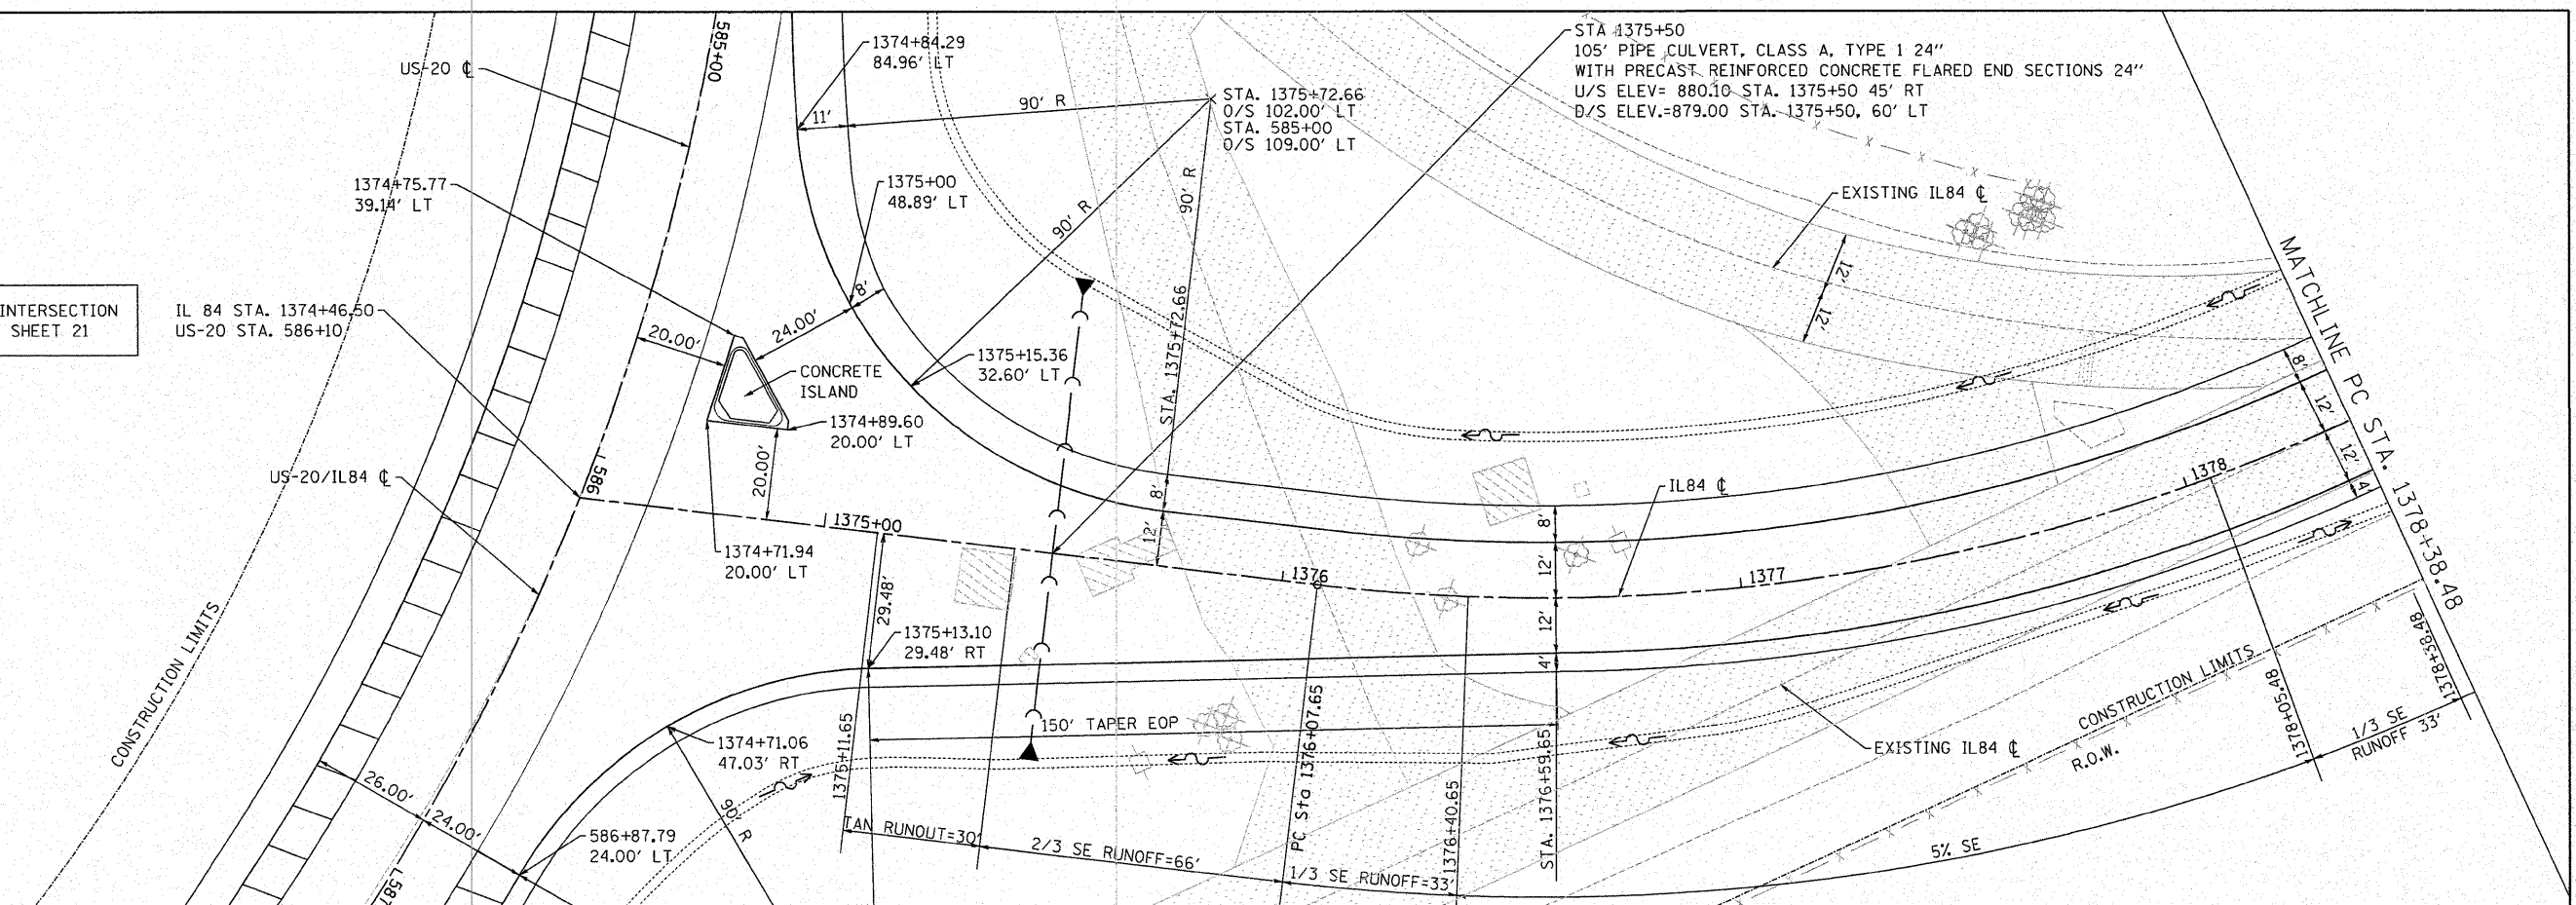 585+00
US-20 ℄
1374+84.29
84.96' LT
11'
90' R
STA. 1375+72.66
O/S 102.00' LT
STA. 585+00
O/S 109.00' LT
STA 1375+50
105' PIPE CULVERT, CLASS A, TYPE 1 24"
WITH PRECAST REINFORCED CONCRETE FLARED END SECTIONS 24"
U/S ELEV= 880.10 STA. 1375+50 45' RT
D/S ELEV.=879.00 STA. 1375+50, 60' LT
1374+75.77
39.14' LT
1375+00
48.89' LT
90' R
90' R
EXISTING IL84 ℄
12'
12'
INTERSECTION
SHEET 21
IL 84 STA. 1374+46.50
US-20 STA. 586+10
20.00'
24.00'
8'
CONCRETE
ISLAND
1375+15.36
32.60' LT
STA. 1375+72.66
MATCHLINE PC STA. 1378+38.48
8'
12'
12'
4'
1374+89.60
20.00' LT
20.00'
586
US-20/IL84 ℄
1375+00
8'
12'
IL84 ℄
1378
8'
12'
12'
4'
1374+71.94
20.00' LT
29.48'
1376
1377
1375+13.10
29.48' RT
CONSTRUCTION LIMITS
150' TAPER EOP
1374+71.06
47.03' RT
1375+11.65
PC Sta 1376+07.65
1376+40.65
STA. 1376+59.65
EXISTING IL84 ℄
CONSTRUCTION LIMITS
R.O.W.
1378+05.48
1378+38.48
1/3 SE
RUNOFF 33'
26.00'
24.00'
90' R
586+87.79
24.00' LT
TAN RUNOUT=30'
2/3 SE RUNOFF=66'
1/3 SE RUNOFF=33'
5% SE
587